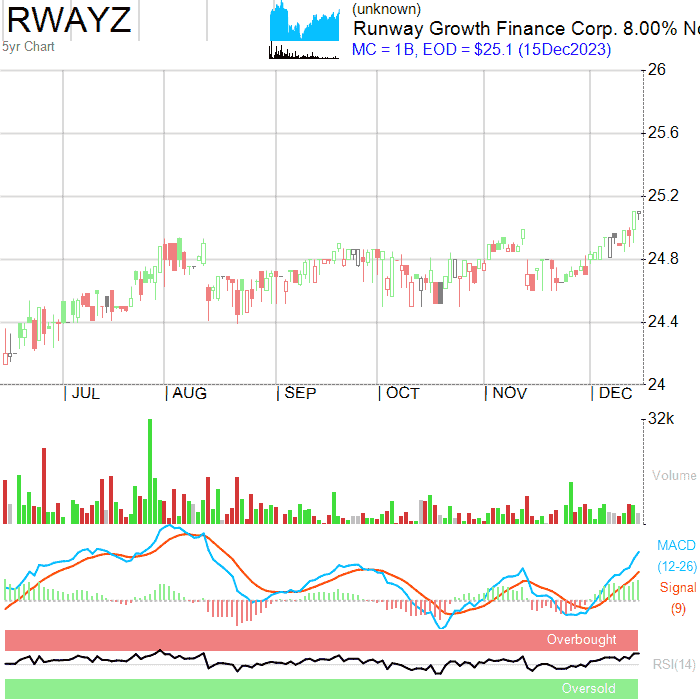 RWAYZ
5yr Chart
(unknown)
Runway Growth Finance Corp. 8.00% No
MC = 1B, EOD = $25.1 (15Dec2023)
26
25.6
25.2
24.8
24.4
24
JUL AUG SEP OCT NOV DEC
32k
Volume
MACD
(12-26)
Signal
(9)
Overbought
RSI(14)
Oversold